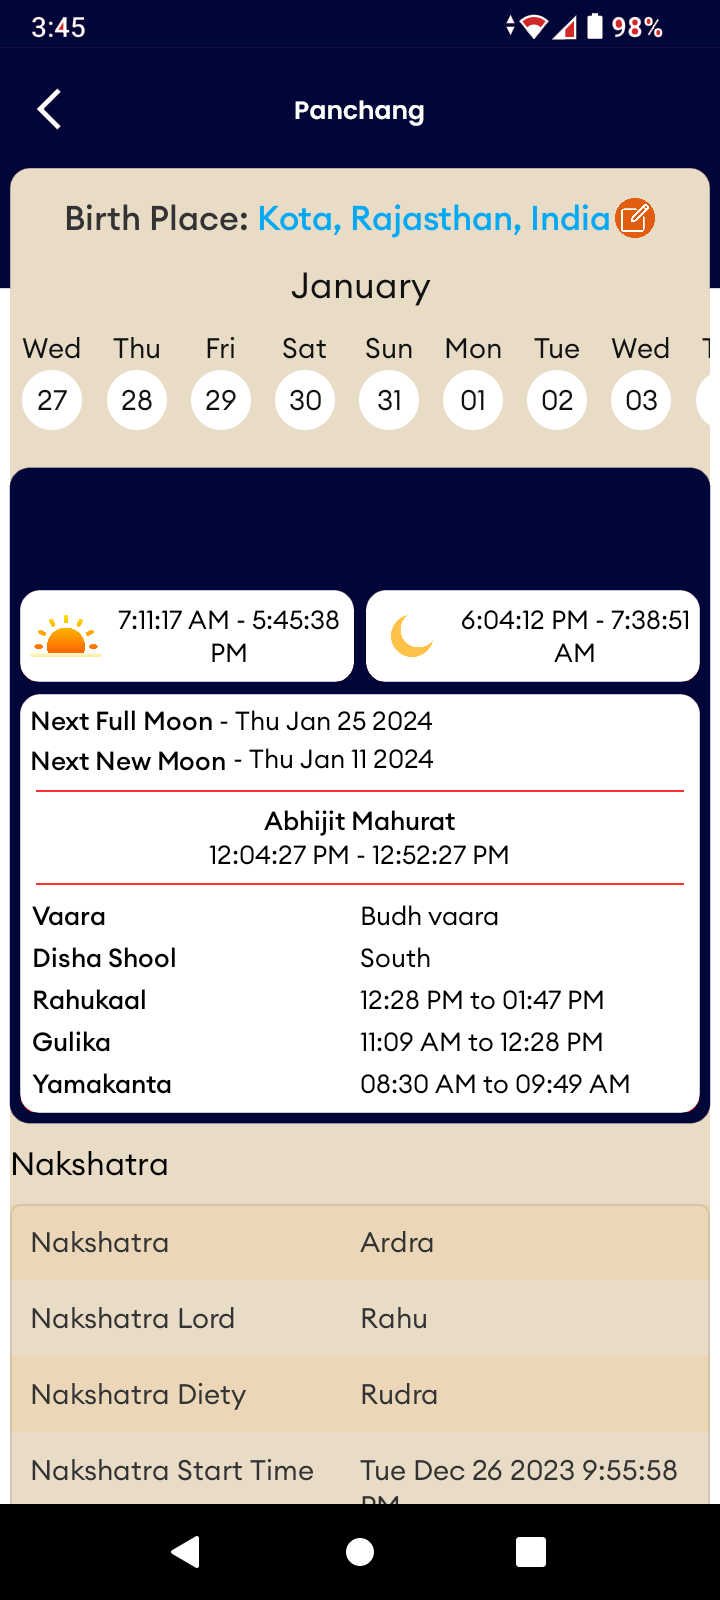 3:45
98%
Panchang
Birth Place: Kota, Rajasthan, India
January
Wed Thu Fri Sat Sun Mon Tue Wed
27 28 29 30 31 01 02 03
7:11:17 AM - 5:45:38
PM
6:04:12 PM - 7:38:51
AM
Next Full Moon - Thu Jan 25 2024
Next New Moon - Thu Jan 11 2024
Abhijit Mahurat
12:04:27 PM - 12:52:27 PM
Vaara Budh vaara
Disha Shool South
Rahukaal 12:28 PM to 01:47 PM
Gulika 11:09 AM to 12:28 PM
Yamakanta 08:30 AM to 09:49 AM
Nakshatra
Nakshatra Ardra
Nakshatra Lord Rahu
Nakshatra Diety Rudra
Nakshatra Start Time Tue Dec 26 2023 9:55:58
PM